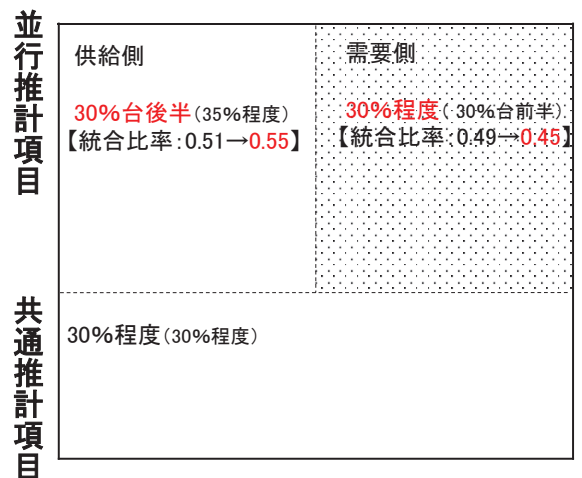 並行推計項目
供給側
30%台後半(35%程度)
【統合比率:0.51→0.55】
需要側
30%程度(30%台前半)
【統合比率:0.49→0.45】
共通推計項目
30%程度(30%程度)